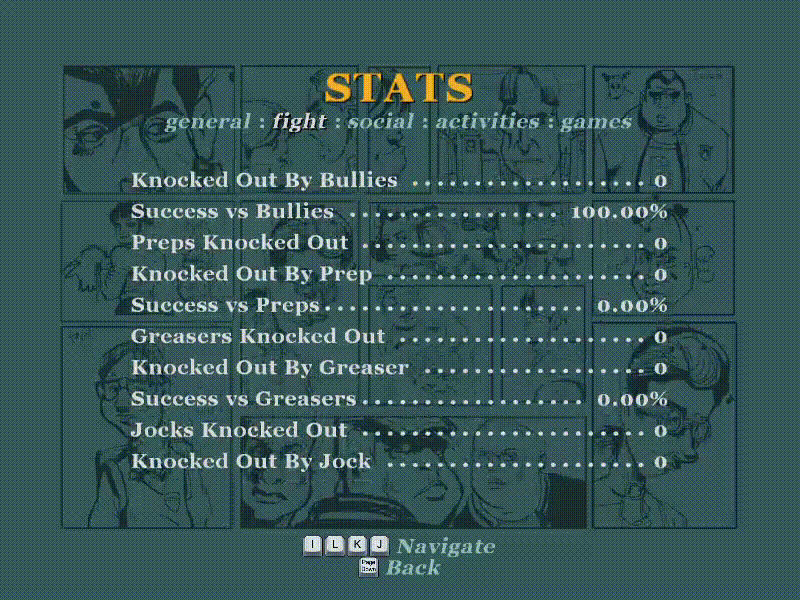 STATS
general : fight : social : activities : games
Knocked Out By Bullies . . . . . . . . . . . . . . . . . . . 0
Success vs Bullies . . . . . . . . . . . . . . . . . 100.00%
Preps Knocked Out . . . . . . . . . . . . . . . . . . . . . . . 0
Knocked Out By Prep . . . . . . . . . . . . . . . . . . . . . 0
Success vs Preps . . . . . . . . . . . . . . . . . . . . . 0.00%
Greasers Knocked Out . . . . . . . . . . . . . . . . . . . . 0
Knocked Out By Greaser . . . . . . . . . . . . . . . . . . 0
Success vs Greasers . . . . . . . . . . . . . . . . . . 0.00%
Jocks Knocked Out . . . . . . . . . . . . . . . . . . . . . . . 0
Knocked Out By Jock . . . . . . . . . . . . . . . . . . . . . 0
I L K J Navigate
Page Down Back